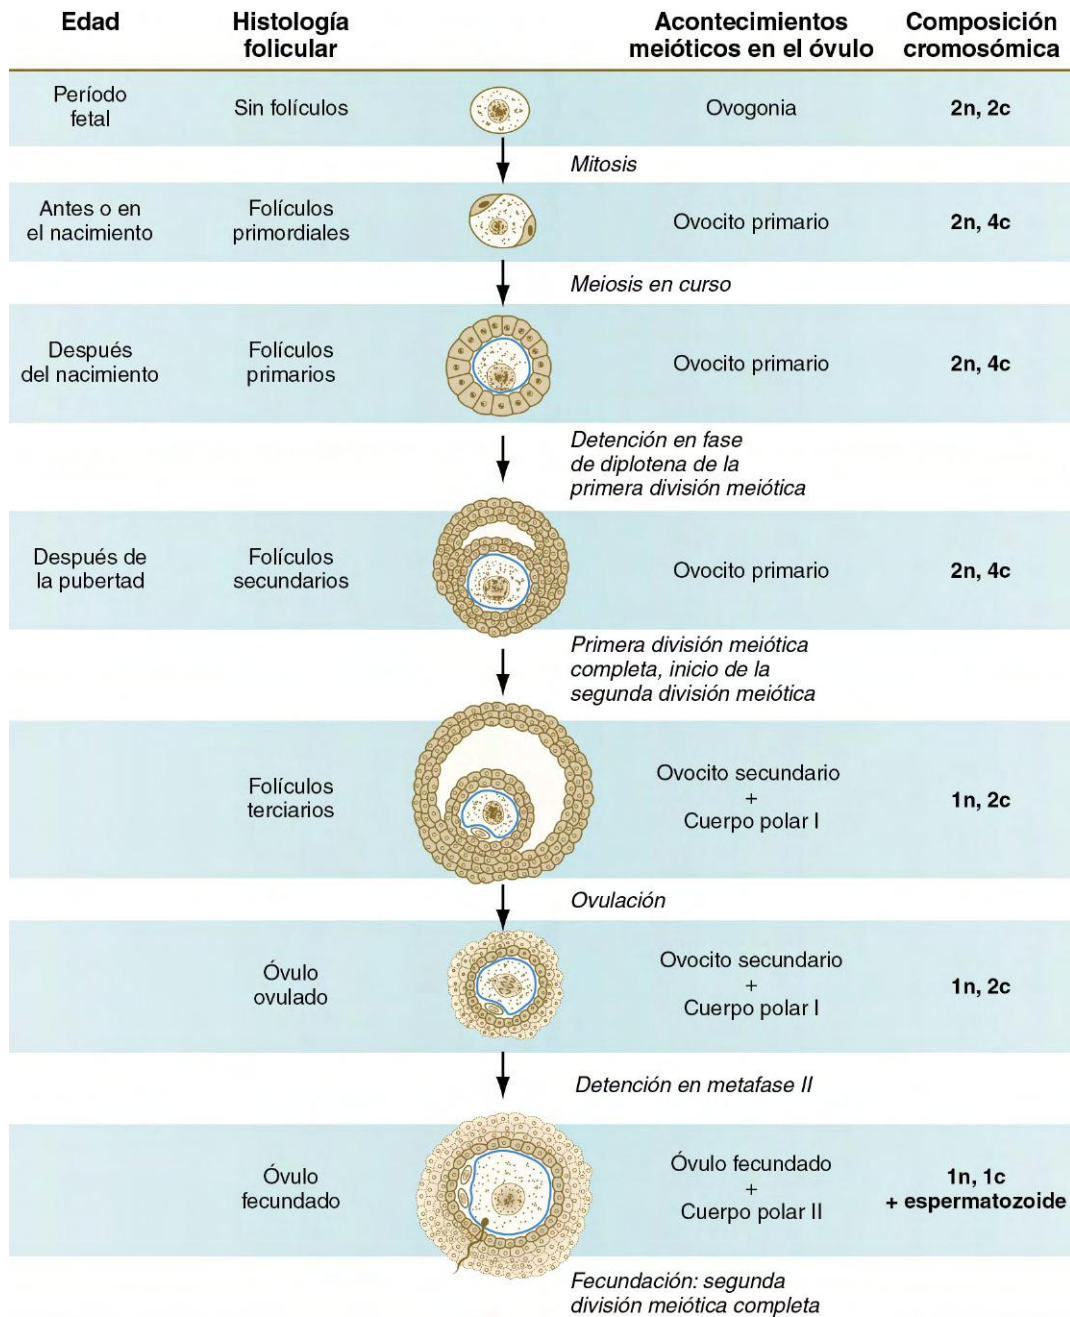 Edad
Histología
folicular
Acontecimientos
meióticos en el óvulo
Composición
cromosómica
Período
fetal
Sin folículos
Ovogonia
2n, 2c
Mitosis
Antes o en
el nacimiento
Folículos
primordiales
Ovocito primario
2n, 4c
Meiosis en curso
Después
del nacimiento
Folículos
primarios
Ovocito primario
2n, 4c
Detención en fase
de diplotena de la
primera división meiótica
Después de
la pubertad
Folículos
secundarios
Ovocito primario
2n, 4c
Primera división meiótica
completa, inicio de la
segunda división meiótica
Folículos
terciarios
Ovocito secundario
+
Cuerpo polar I
1n, 2c
Ovulación
Óvulo
ovulado
Ovocito secundario
+
Cuerpo polar I
1n, 2c
Detención en metafase II
Óvulo
fecundado
Óvulo fecundado
+
Cuerpo polar II
1n, 1c
+ espermatozoide
Fecundación: segunda
división meiótica completa